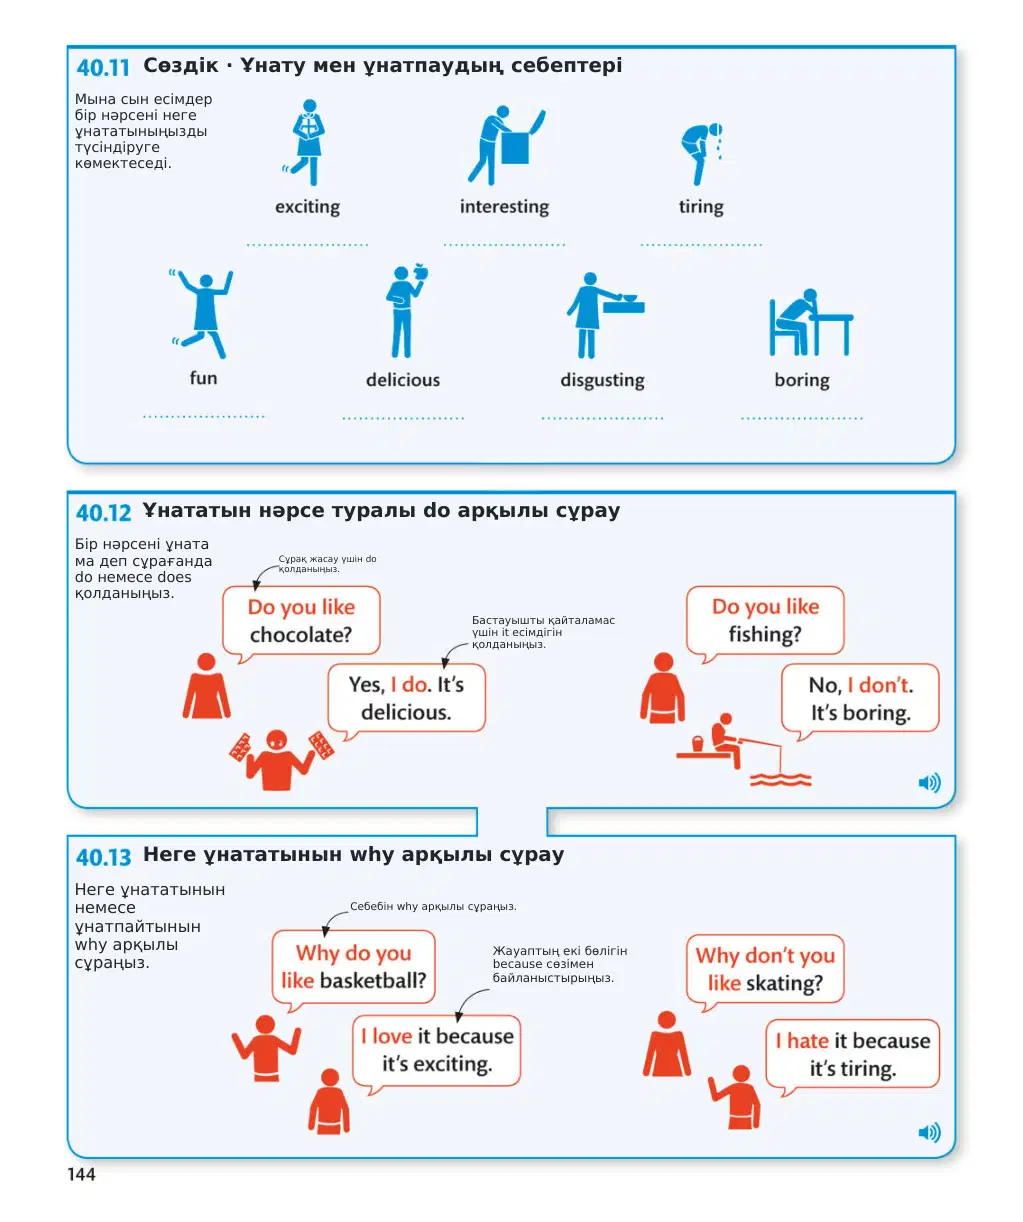 40.11 Сөздік · Ұнату мен ұнатпаудың себептері
Мына сын есімдер
бір нәрсені неге
ұнататыныңызды
түсіндіруге
көмектеседі.
exciting
interesting
tiring
fun
delicious
disgusting
boring
40.12 Ұнататын нәрсе туралы do арқылы сұрау
Бір нәрсені ұната
ма деп сұрағанда
do немесе does
қолданыңыз.
Сұрақ жасау үшін do
қолданыңыз.
Do you like
chocolate?
Бастауышты қайталамас
үшін it есімдігін
қолданыңыз.
Yes, I do. It's
delicious.
Do you like
fishing?
No, I don't.
It's boring.
40.13 Неге ұнататынын why арқылы сұрау
Неге ұнататынын
немесе
ұнатпайтынын
why арқылы
сұраңыз.
Себебін why арқылы сұраңыз.
Why do you
like basketball?
Жауаптың екі бөлігін
because сөзімен
байланыстырыңыз.
I love it because
it's exciting.
Why don't you
like skating?
I hate it because
it's tiring.
144